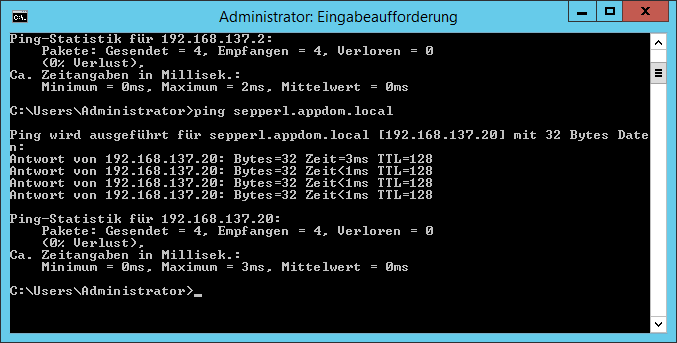 Administrator: Eingabeaufforderung
Ping-Statistik für 192.168.137.2:
    Pakete: Gesendet = 4, Empfangen = 4, Verloren = 0
    (0% Verlust),
Ca. Zeitangaben in Millisek.:
    Minimum = 0ms, Maximum = 2ms, Mittelwert = 0ms
C:\Users\Administrator>ping sepperl.appdom.local
Ping wird ausgeführt für sepperl.appdom.local [192.168.137.20] mit 32 Bytes Date
n:
Antwort von 192.168.137.20: Bytes=32 Zeit=3ms TTL=128
Antwort von 192.168.137.20: Bytes=32 Zeit<1ms TTL=128
Antwort von 192.168.137.20: Bytes=32 Zeit<1ms TTL=128
Antwort von 192.168.137.20: Bytes=32 Zeit<1ms TTL=128
Ping-Statistik für 192.168.137.20:
    Pakete: Gesendet = 4, Empfangen = 4, Verloren = 0
    (0% Verlust),
Ca. Zeitangaben in Millisek.:
    Minimum = 0ms, Maximum = 3ms, Mittelwert = 0ms
C:\Users\Administrator>_